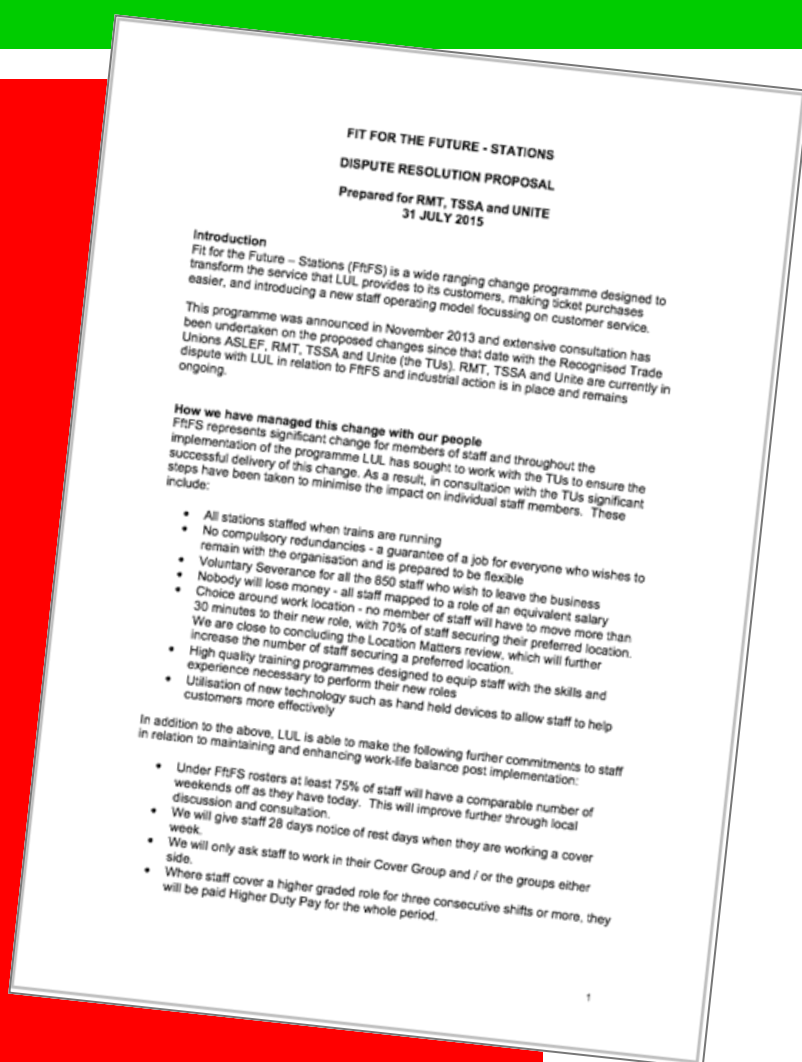 FIT FOR THE FUTURE - STATIONS
DISPUTE RESOLUTION PROPOSAL
Prepared for RMT, TSSA and UNITE
31 JULY 2015
Introduction
Fit for the Future – Stations (FftFS) is a wide ranging change programme designed to
transform the service that LUL provides to its customers, making ticket purchases
easier, and introducing a new staff operating model focussing on customer service.
This programme was announced in November 2013 and extensive consultation has
been undertaken on the proposed changes since that date with the Recognised Trade
Unions ASLEF, RMT, TSSA and Unite (the TUs). RMT, TSSA and Unite are currently in
dispute with LUL in relation to FftFS and industrial action is in place and remains
ongoing.
How we have managed this change with our people
FftFS represents significant change for members of staff and throughout the
implementation of the programme LUL has sought to work with the TUs to ensure the
successful delivery of this change. As a result, in consultation with the TUs significant
steps have been taken to minimise the impact on individual staff members. These
include:
• All stations staffed when trains are running
• No compulsory redundancies - a guarantee of a job for everyone who wishes to
remain with the organisation and is prepared to be flexible
• Voluntary Severance for all the 850 staff who wish to leave the business
• Nobody will lose money - all staff mapped to a role of an equivalent salary
• Choice around work location - no member of staff will have to move more than
30 minutes to their new role, with 70% of staff securing their preferred location.
We are close to concluding the Location Matters review, which will further
increase the number of staff securing a preferred location.
• High quality training programmes designed to equip staff with the skills and
experience necessary to perform their new roles
• Utilisation of new technology such as hand held devices to allow staff to help
customers more effectively
In addition to the above, LUL is able to make the following further commitments to staff
in relation to maintaining and enhancing work-life balance post implementation:
• Under FftFS rosters at least 75% of staff will have a comparable number of
weekends off as they have today. This will improve further through local
discussion and consultation.
• We will give staff 28 days notice of rest days when they are working a cover
week.
• We will only ask staff to work in their Cover Group and / or the groups either
side.
• Where staff cover a higher graded role for three consecutive shifts or more, they
will be paid Higher Duty Pay for the whole period.
1